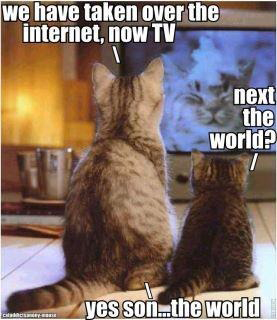 we have taken over the
internet, now TV
next
the
world?
yes son...the world